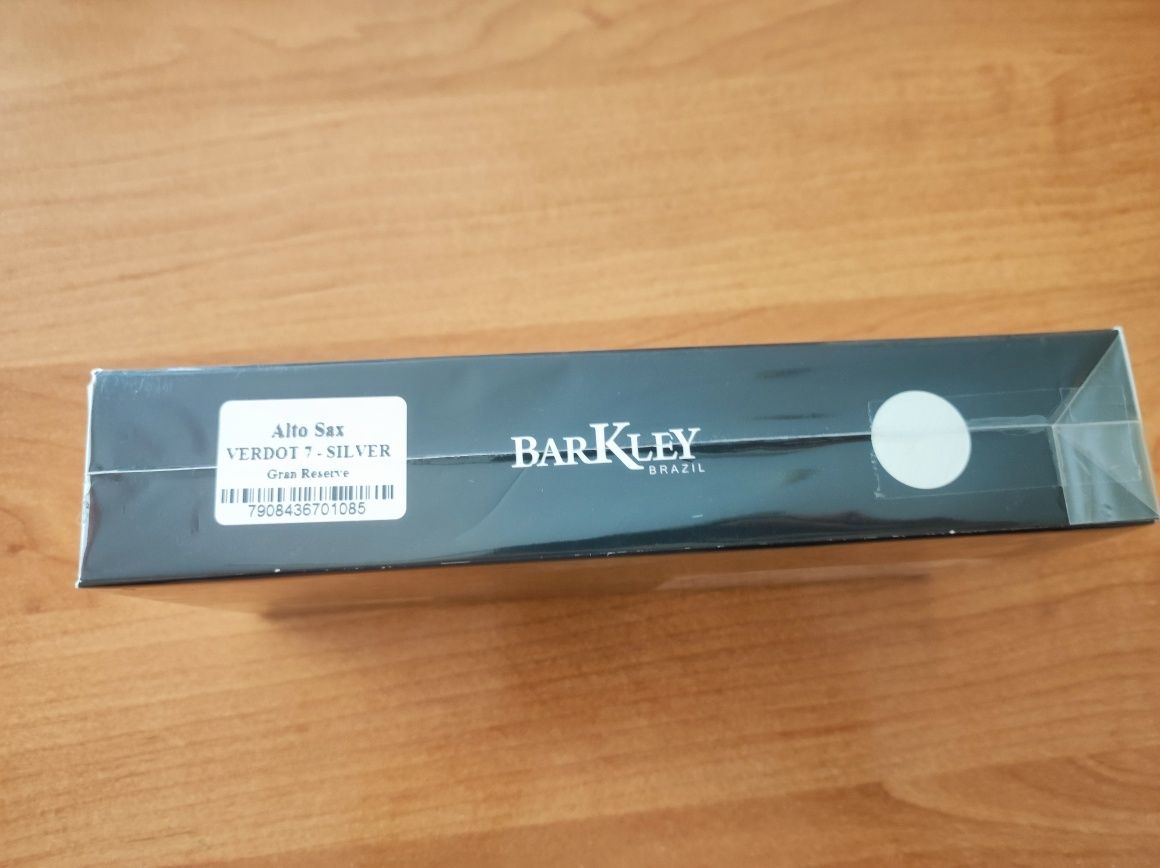 Alto Sax
VERDOT 7 - SILVER
Gran Reserve
7908436701085
BARKLEY
BRAZIL